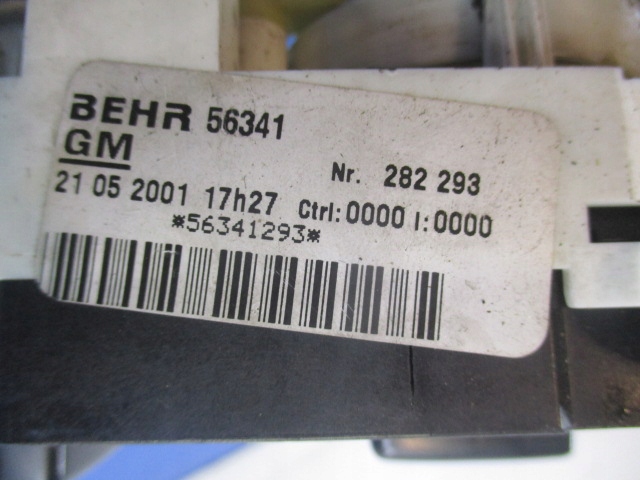 BEHR 56341
GM
Nr. 282 293
21 05 2001 17h27 Ctrl:0000 I:0000
*56341293*